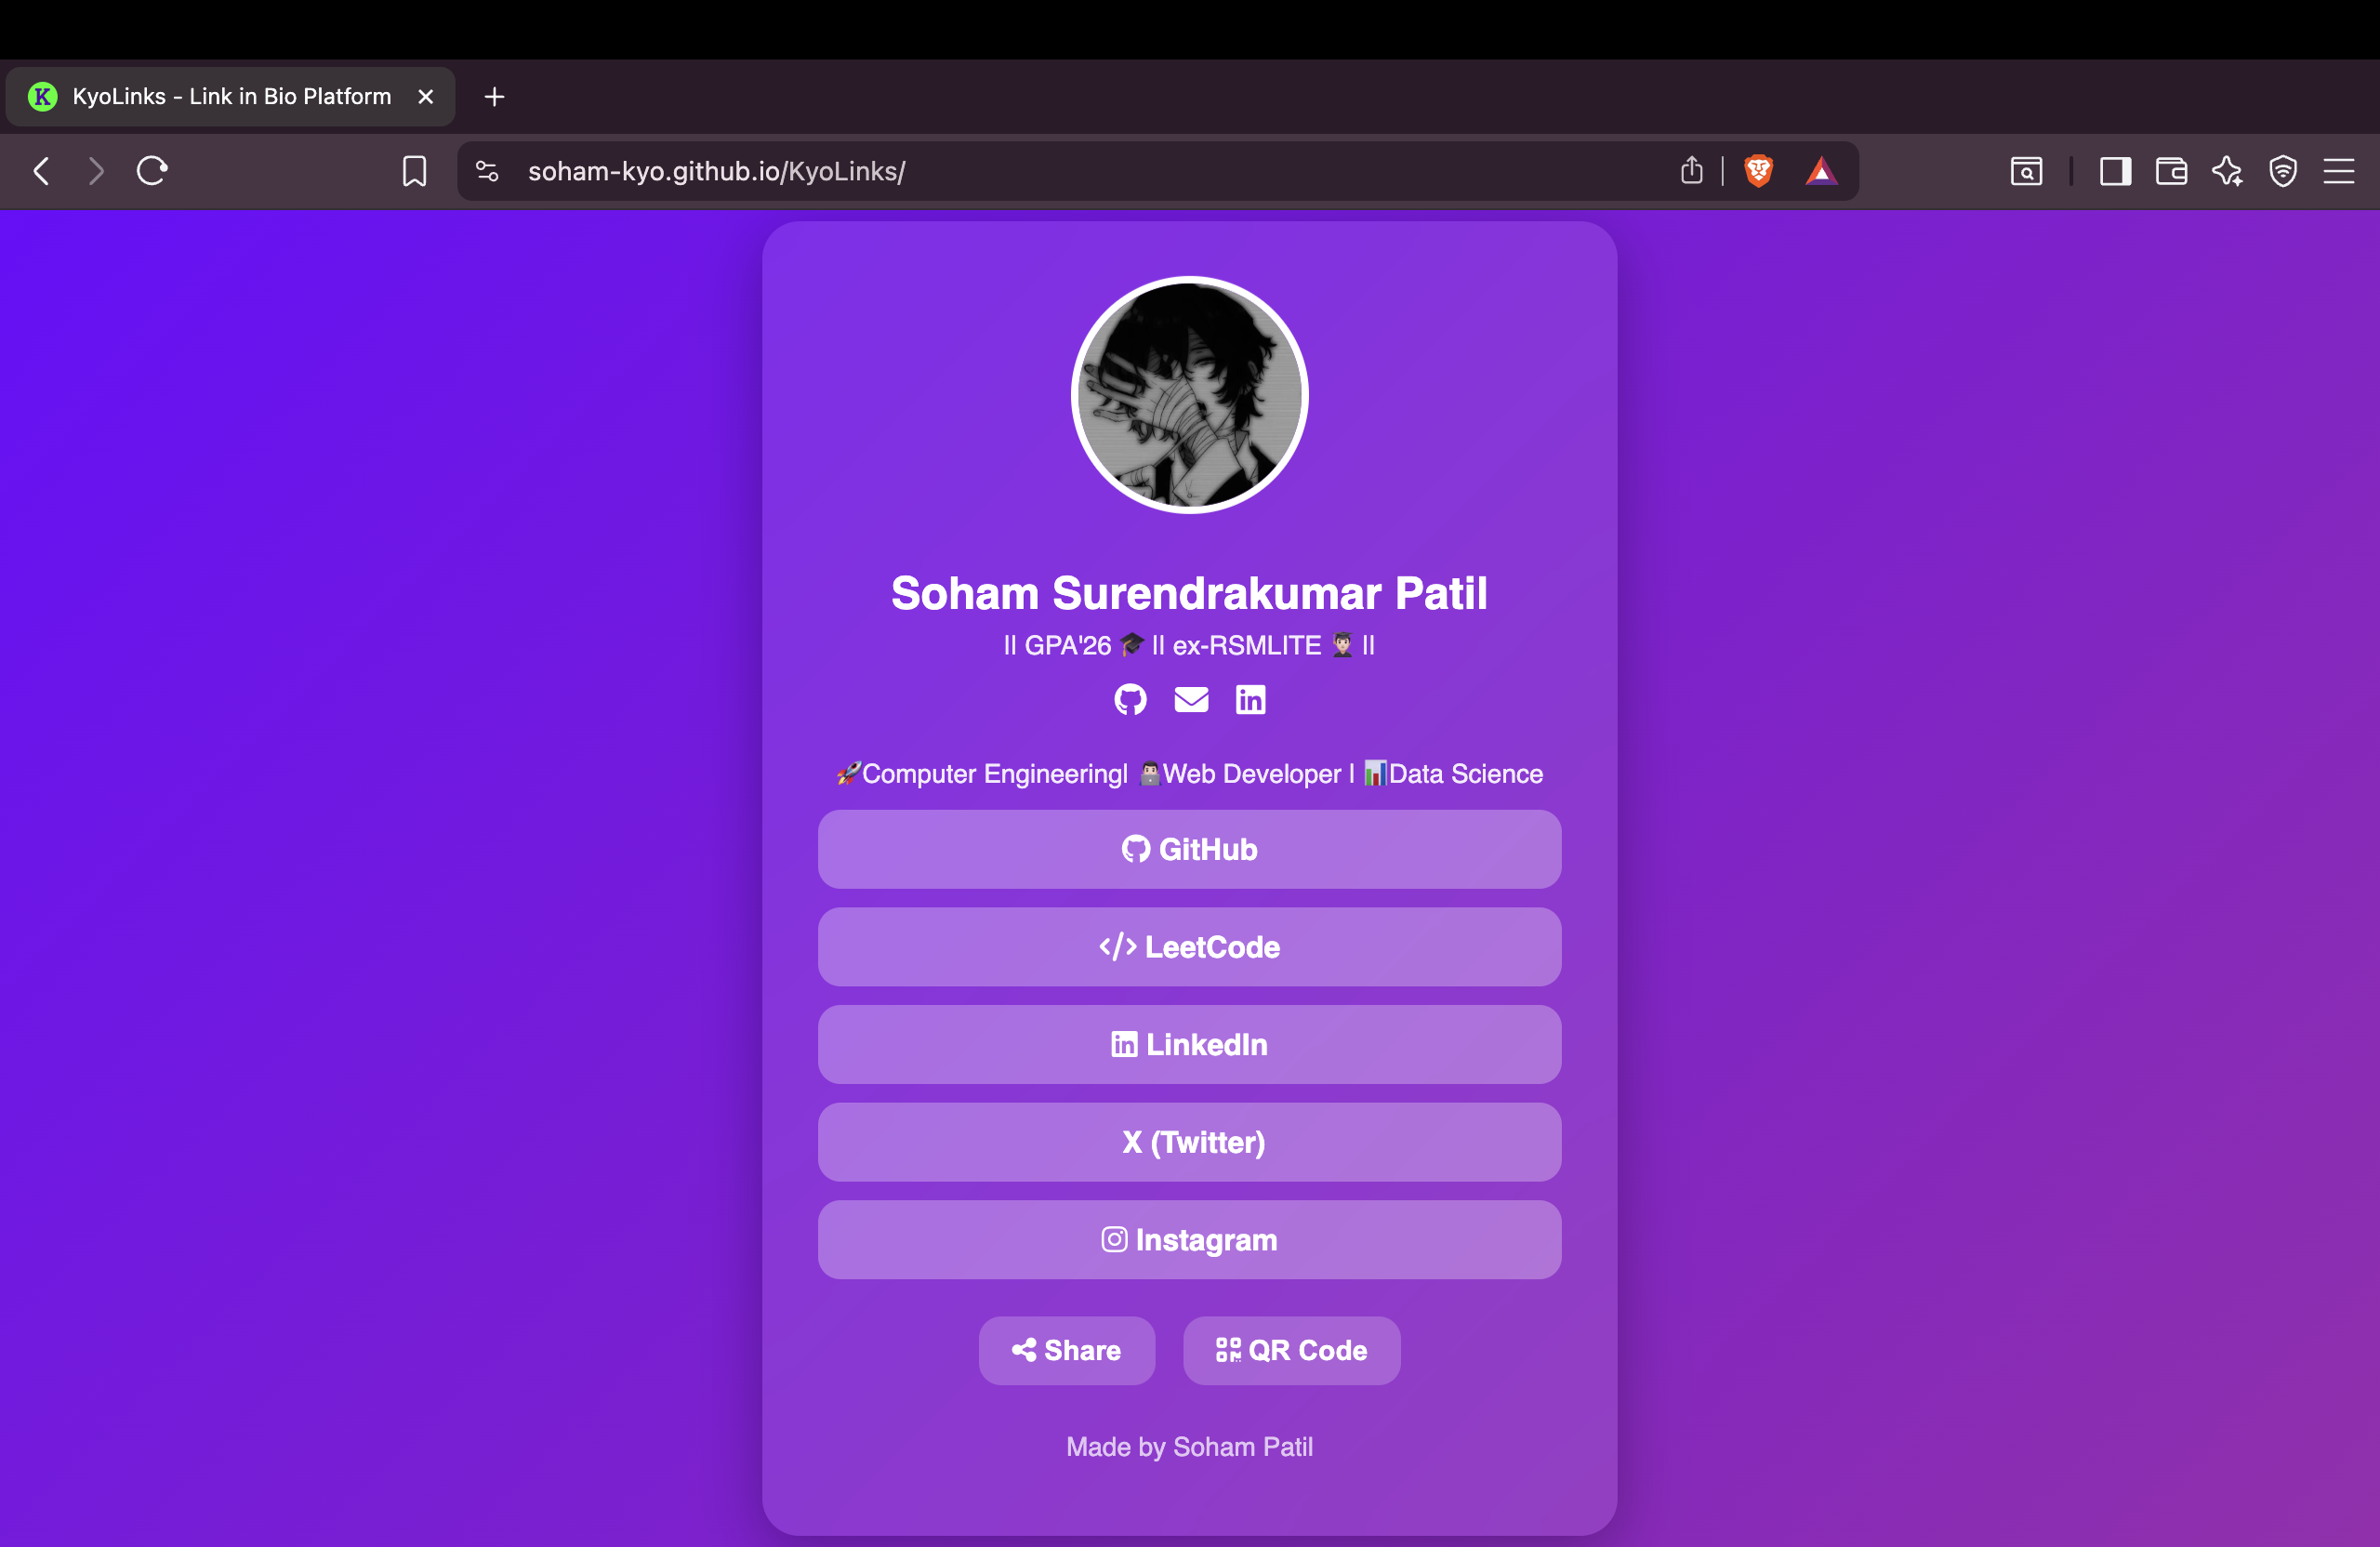 KyoLinks - Link in Bio Platform
soham-kyo.github.io/KyoLinks/
Soham Surendrakumar Patil
|| GPA'26 🎓 || ex-RSMLITE 👨🏻‍🎓 ||
🚀Computer Engineering| 👨🏻‍💻Web Developer | 📊Data Science
GitHub
</> LeetCode
LinkedIn
X (Twitter)
Instagram
Share
QR Code
Made by Soham Patil